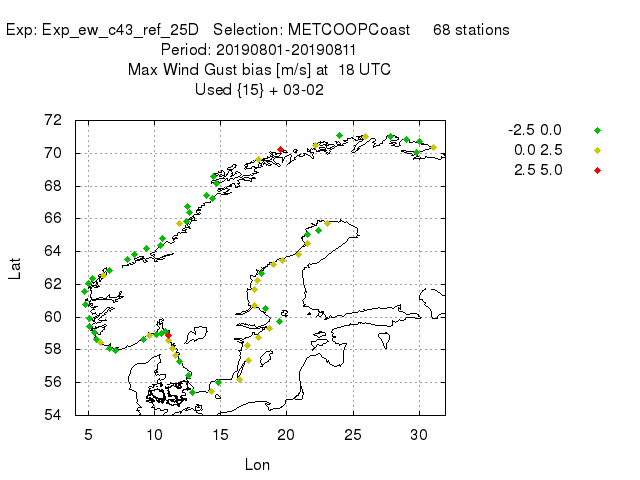 Exp: Exp_ew_c43_ref_25D Selection: METCOOPCoast 68 stations
Period: 20190801-20190811
Max Wind Gust bias [m/s] at 18 UTC
Used {15} + 03-02
-2.5 0.0
0.0 2.5
2.5 5.0
72
70
68
66
64
62
60
58
56
54
Lat
5 10 15 20 25 30
Lon